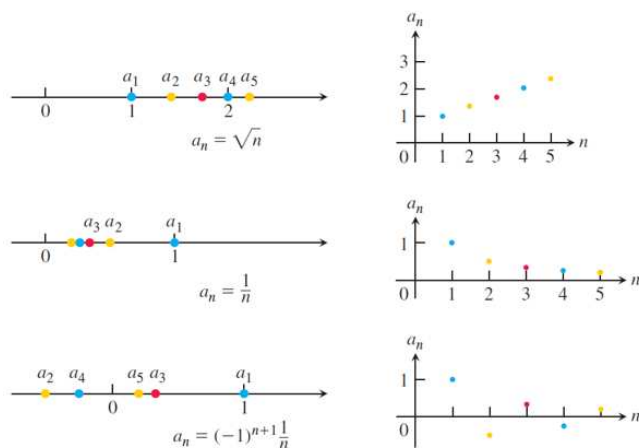 a₁ a₂ a₃ a₄ a₅
0 1 2
aₙ = √n
aₙ
3
2
1
0 1 2 3 4 5 n
a₃ a₂ a₁
0 1
aₙ = 1/n
aₙ
1
0 1 2 3 4 5 n
a₂ a₄ a₅ a₃ a₁
0 1
aₙ = (−1)ⁿ⁺¹ 1/n
aₙ
1
0 n